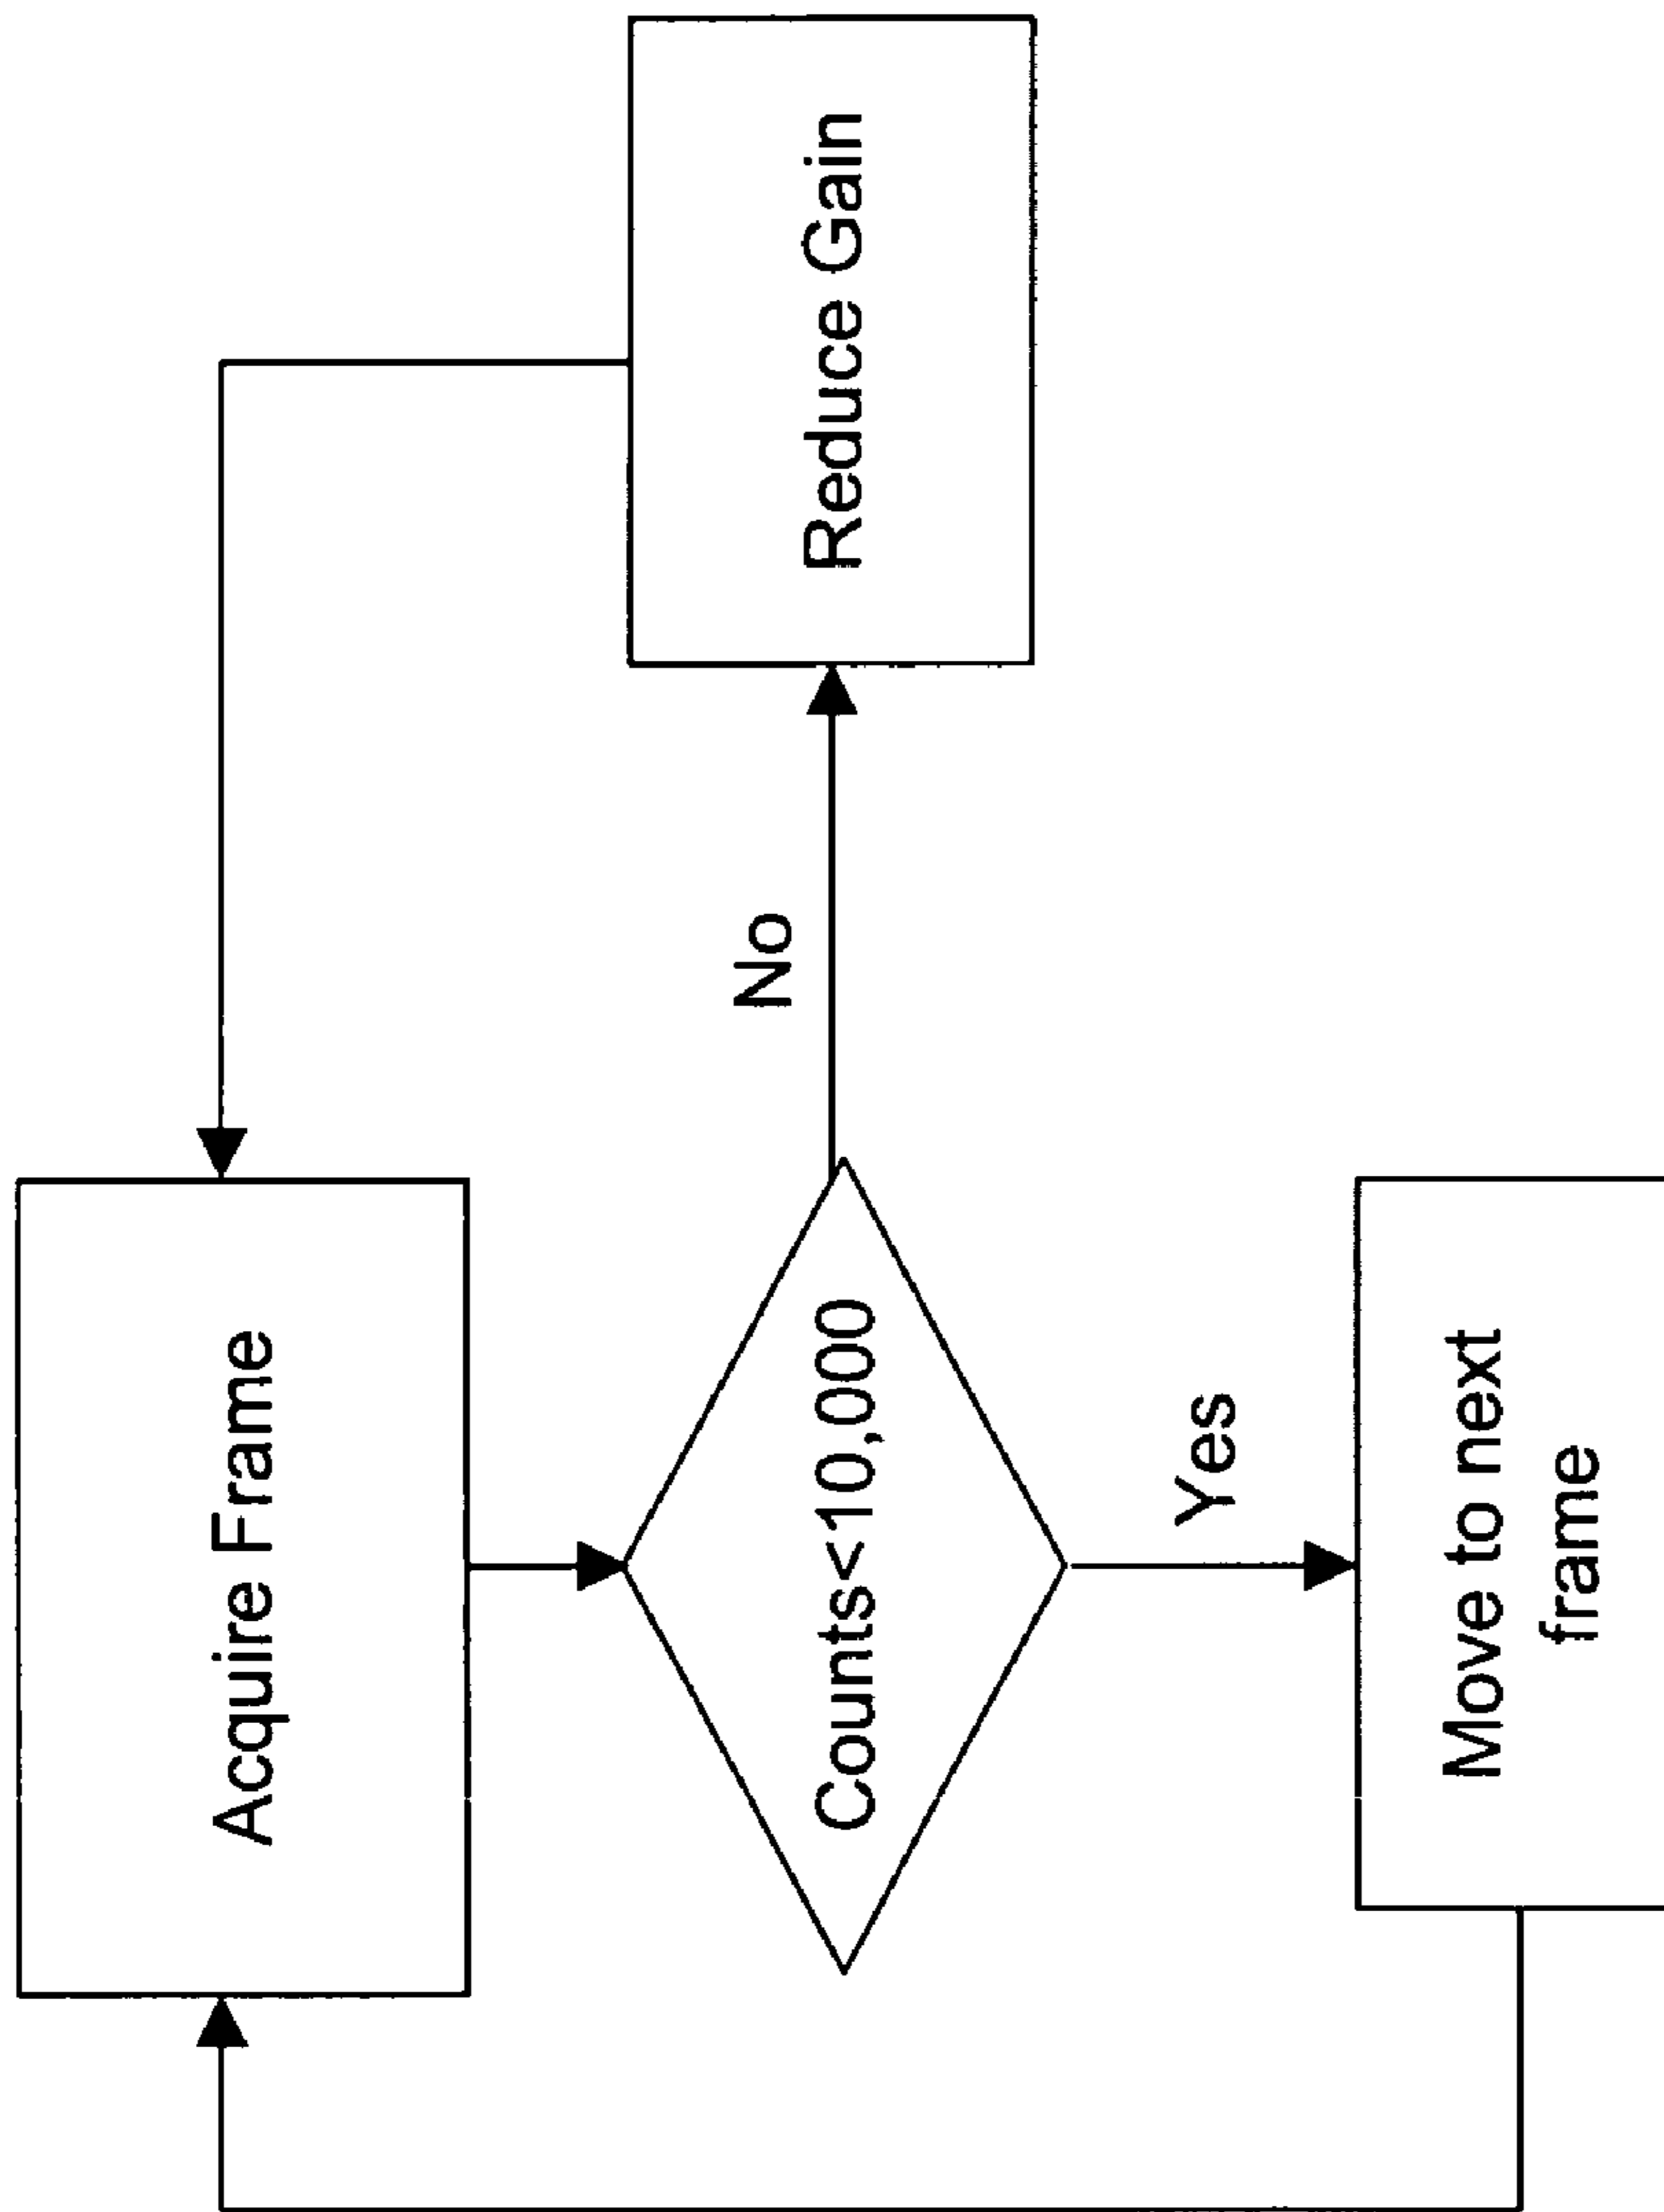 Acquire Frame
Counts<10,000
No
Reduce Gain
Yes
Move to next
frame